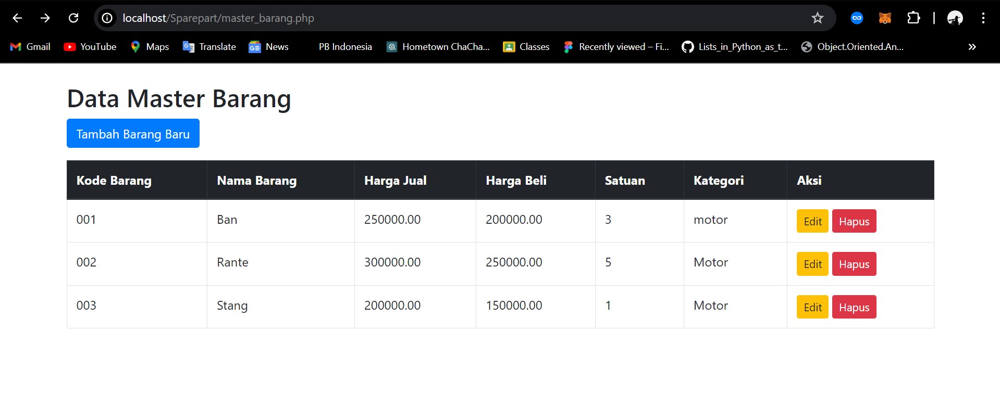 localhost/Sparepart/master_barang.php
Gmail YouTube Maps Translate News PB Indonesia Hometown ChaCha... Classes Recently viewed – Fi... Lists_in_Python_as_t... Object.Oriented.An...
Data Master Barang
Tambah Barang Baru
Kode Barang Nama Barang Harga Jual Harga Beli Satuan Kategori Aksi
001 Ban 250000.00 200000.00 3 motor Edit Hapus
002 Rante 300000.00 250000.00 5 Motor Edit Hapus
003 Stang 200000.00 150000.00 1 Motor Edit Hapus